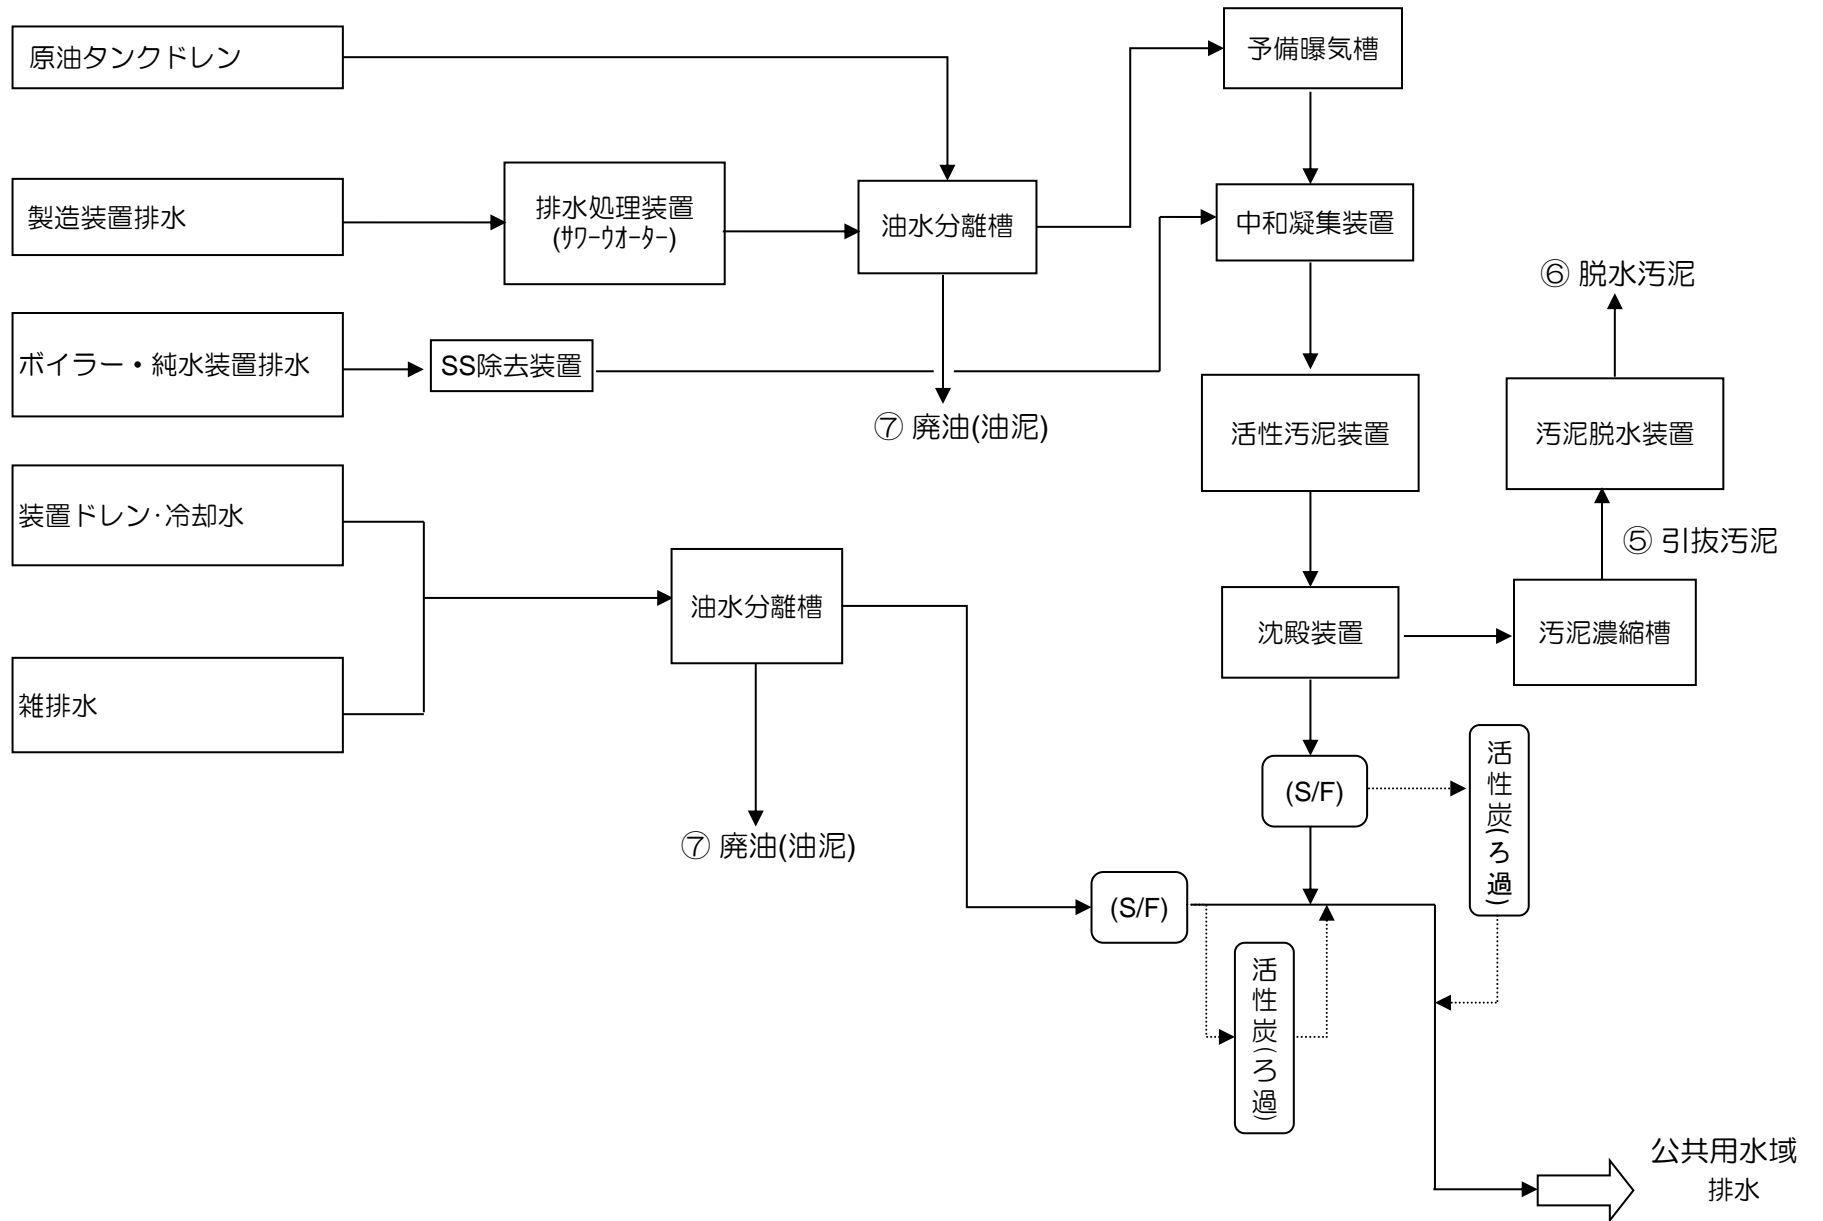 原油タンクドレン
予備曝気槽
製造装置排水
排水処理装置
(ｻﾜｰｳｵｰﾀｰ)
油水分離槽
中和凝集装置
⑥ 脱水汚泥
ボイラー・純水装置排水
SS除去装置
⑦ 廃油(油泥)
活性汚泥装置
汚泥脱水装置
装置ドレン･冷却水
⑤ 引抜汚泥
油水分離槽
沈殿装置
汚泥濃縮槽
雑排水
(S/F)
活性炭(ろ過)
⑦ 廃油(油泥)
(S/F)
活性炭(ろ過)
公共用水域
排水